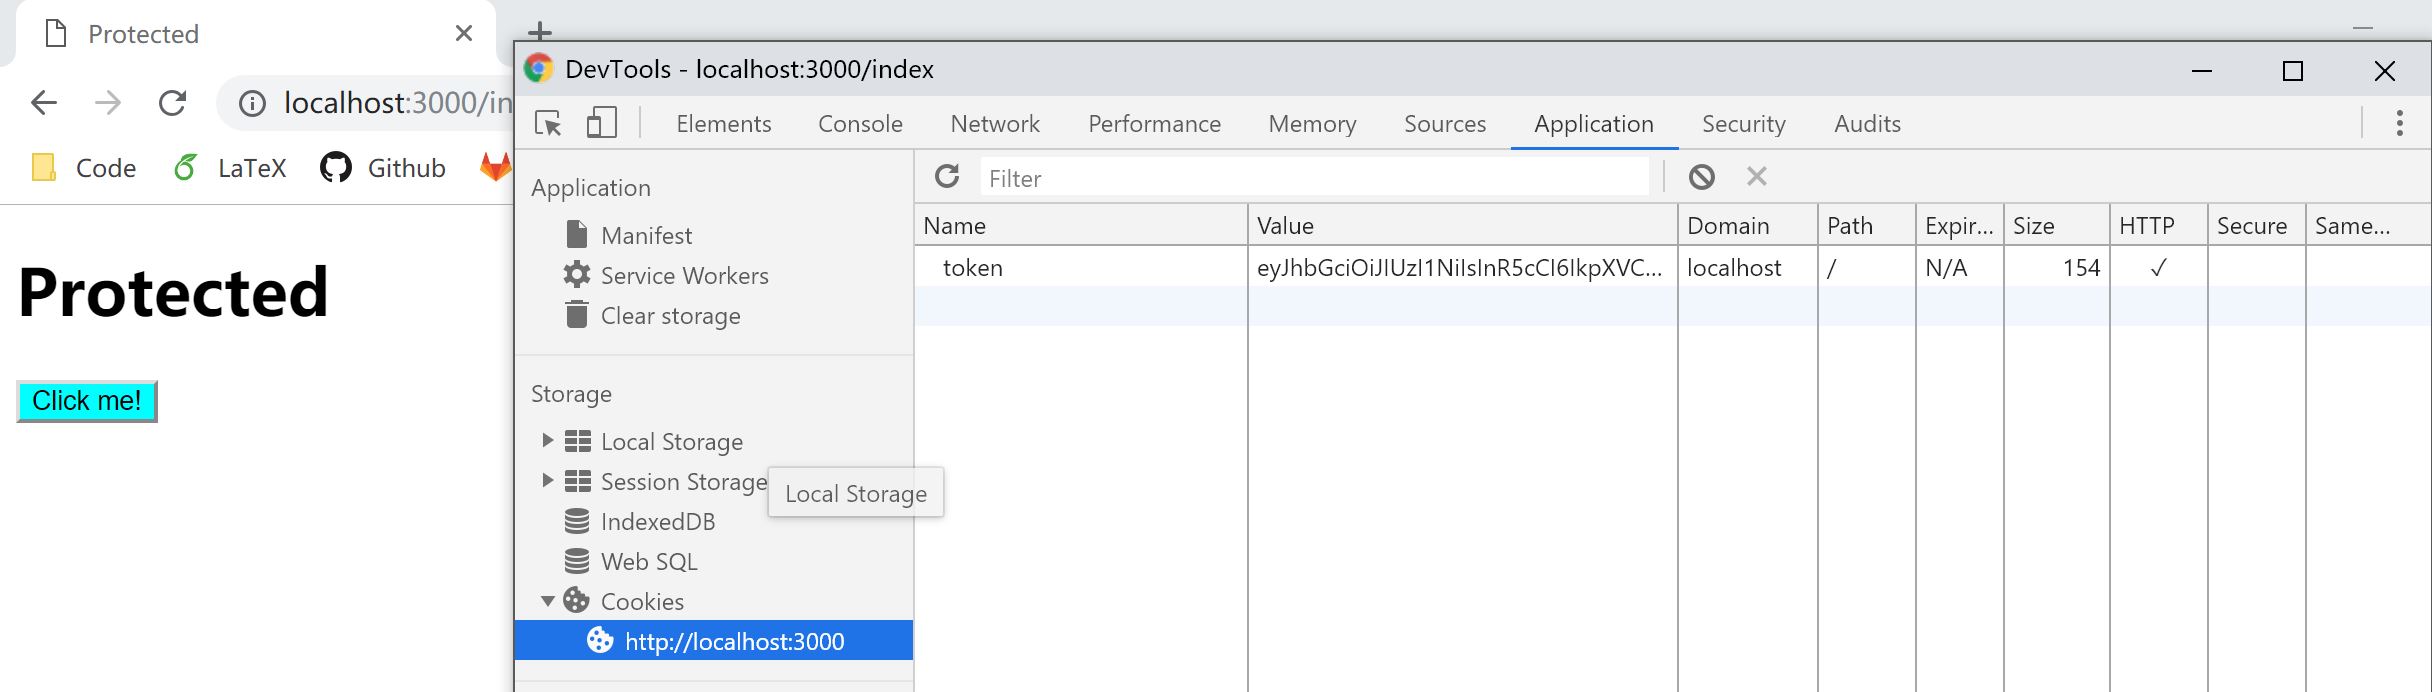 Protected
DevTools - localhost:3000/index
localhost:3000/in
Elements Console Network Performance Memory Sources Application Security Audits
Code LaTeX Github
Protected
Click me!
Application
Manifest
Service Workers
Clear storage
Storage
Local Storage
Session Storage
Local Storage
IndexedDB
Web SQL
Cookies
http://localhost:3000
Filter
Name Value Domain Path Expir... Size HTTP Secure Same...
token eyJhbGciOiJIUzI1NiIsInR5cCI6IkpXVC... localhost / N/A 154 ✓